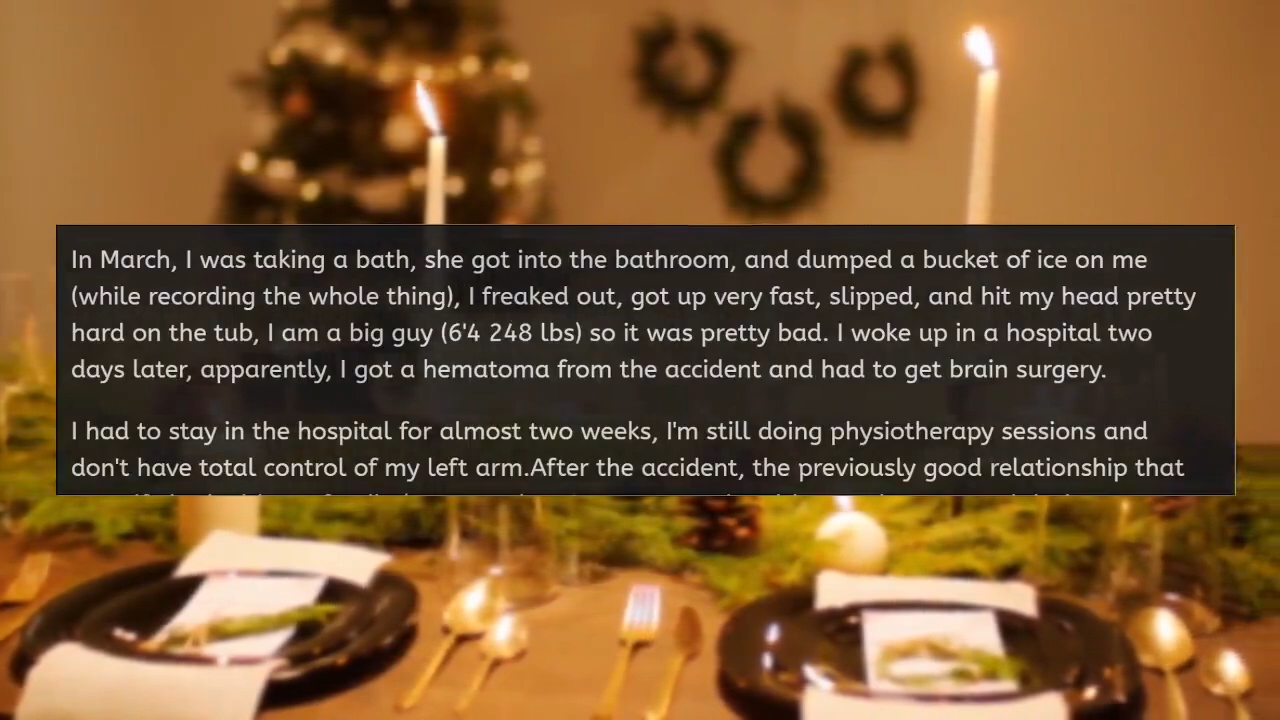 In March, I was taking a bath, she got into the bathroom, and dumped a bucket of ice on me
(while recording the whole thing), I freaked out, got up very fast, slipped, and hit my head pretty
hard on the tub, I am a big guy (6'4 248 lbs) so it was pretty bad. I woke up in a hospital two
days later, apparently, I got a hematoma from the accident and had to get brain surgery.
I had to stay in the hospital for almost two weeks, I'm still doing physiotherapy sessions and
don't have total control of my left arm.After the accident, the previously good relationship that